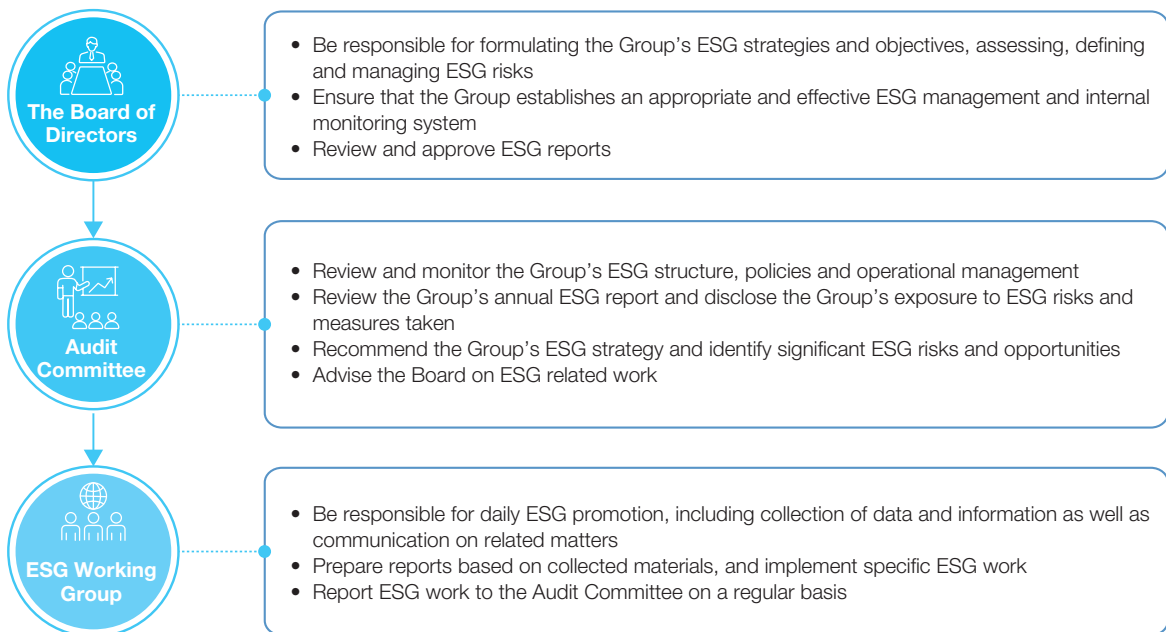 The Board of
Directors
• Be responsible for formulating the Group's ESG strategies and objectives, assessing, defining
and managing ESG risks
• Ensure that the Group establishes an appropriate and effective ESG management and internal
monitoring system
• Review and approve ESG reports
Audit
Committee
• Review and monitor the Group's ESG structure, policies and operational management
• Review the Group's annual ESG report and disclose the Group's exposure to ESG risks and
measures taken
• Recommend the Group's ESG strategy and identify significant ESG risks and opportunities
• Advise the Board on ESG related work
ESG Working
Group
• Be responsible for daily ESG promotion, including collection of data and information as well as
communication on related matters
• Prepare reports based on collected materials, and implement specific ESG work
• Report ESG work to the Audit Committee on a regular basis